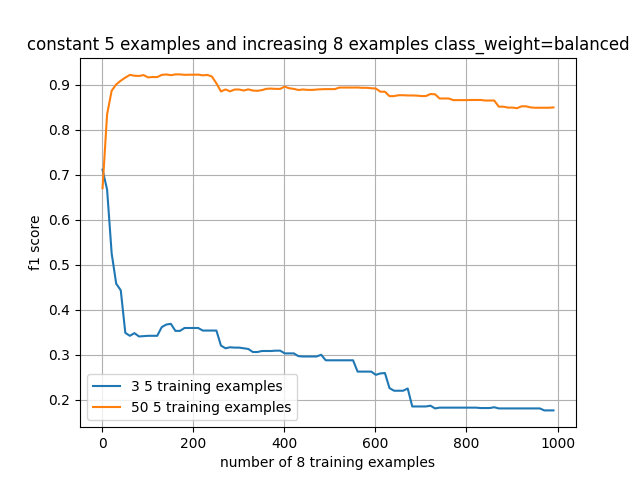 constant 5 examples and increasing 8 examples class_weight=balanced
0.9
0.8
0.7
0.6
0.5
0.4
0.3
0.2
f1 score
3 5 training examples
50 5 training examples
0 200 400 600 800 1000
number of 8 training examples